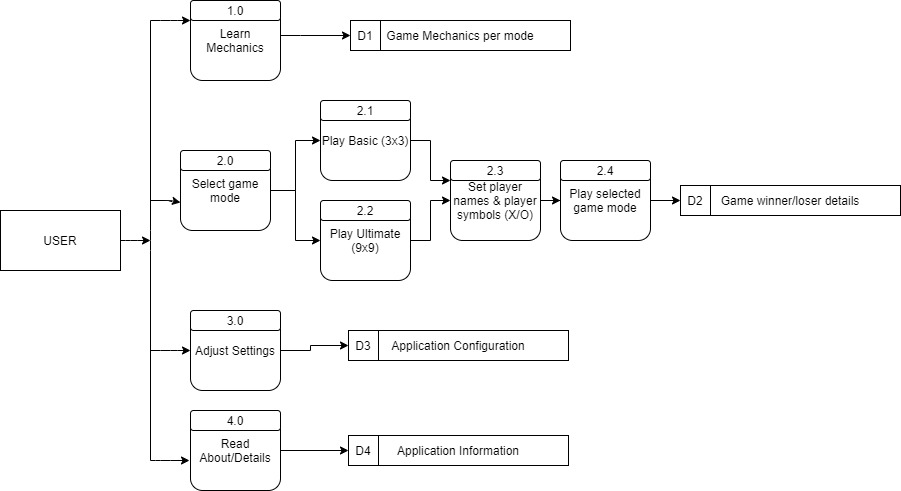 1.0
Learn
Mechanics
D1 Game Mechanics per mode
2.1
Play Basic (3x3)
2.0
Select game
mode
2.2
Play Ultimate
(9x9)
2.3
Set player
names & player
symbols (X/O)
2.4
Play selected
game mode
D2 Game winner/loser details
USER
3.0
Adjust Settings
D3 Application Configuration
4.0
Read
About/Details
D4 Application Information